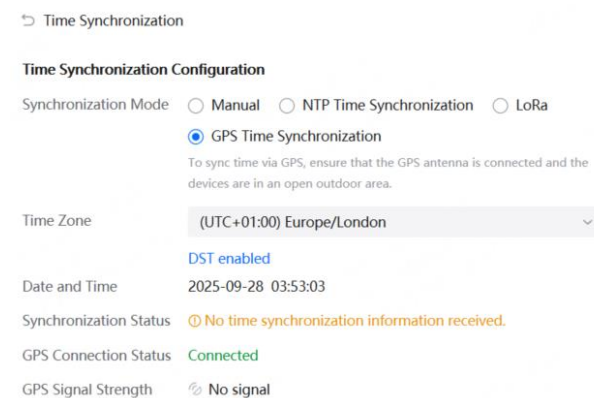 Time Synchronization
Time Synchronization Configuration
Synchronization Mode Manual NTP Time Synchronization LoRa
GPS Time Synchronization
To sync time via GPS, ensure that the GPS antenna is connected and the
devices are in an open outdoor area.
Time Zone (UTC+01:00) Europe/London
DST enabled
Date and Time 2025-09-28 03:53:03
Synchronization Status No time synchronization information received.
GPS Connection Status Connected
GPS Signal Strength No signal